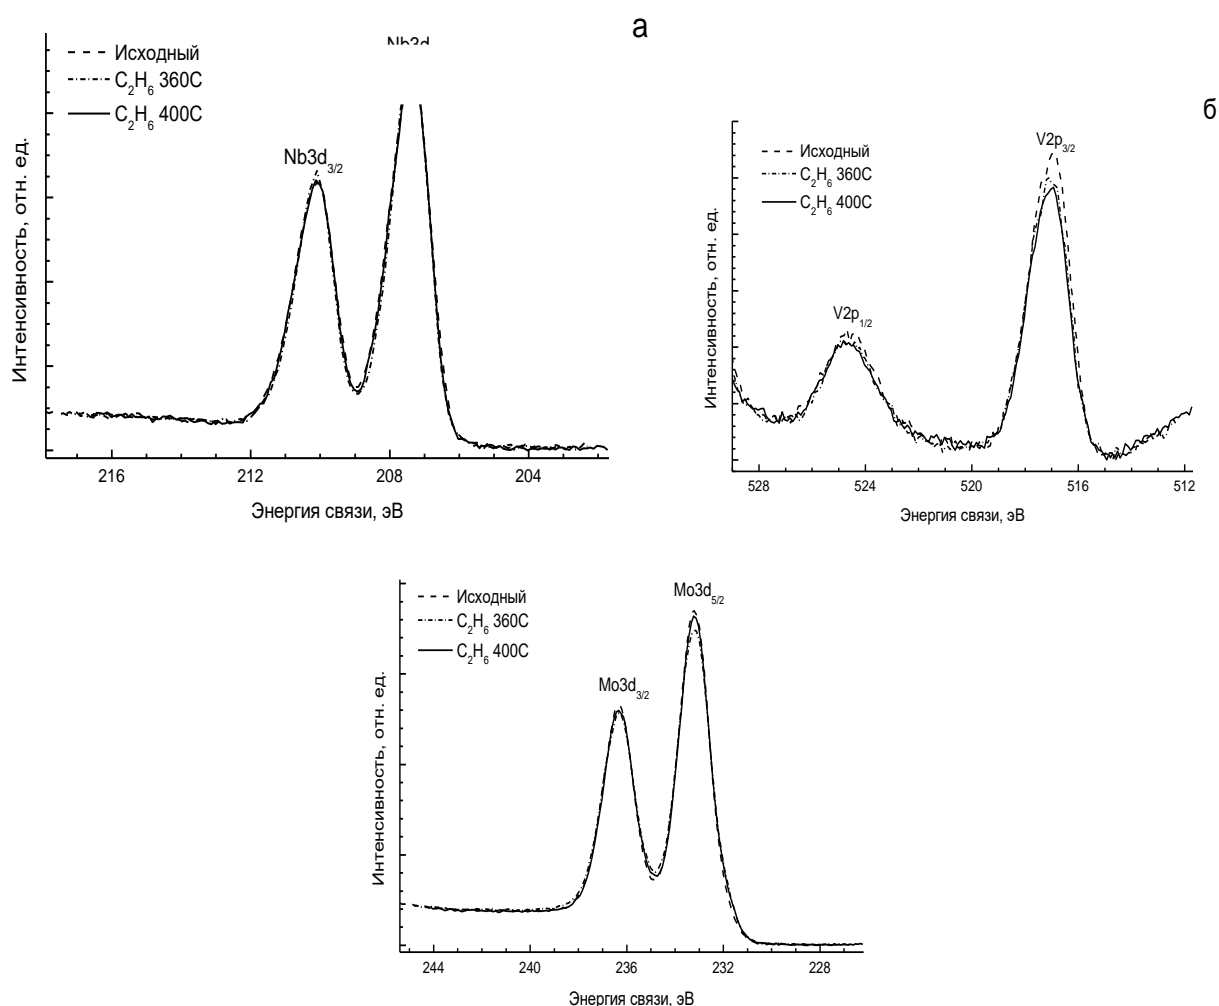 а
Nb3d
Исходный
C2H6 360C
C2H6 400C
Nb3d3/2
Интенсивность, отн. ед.
216 212 208 204
Энергия связи, эВ
б
V2p3/2
Исходный
C2H6 360C
C2H6 400C
V2p1/2
Интенсивность, отн. ед.
528 524 520 516 512
Энергия связи, эВ
Mo3d5/2
Исходный
C2H6 360C
C2H6 400C
Mo3d3/2
Интенсивность, отн. ед.
244 240 236 232 228
Энергия связи, эВ